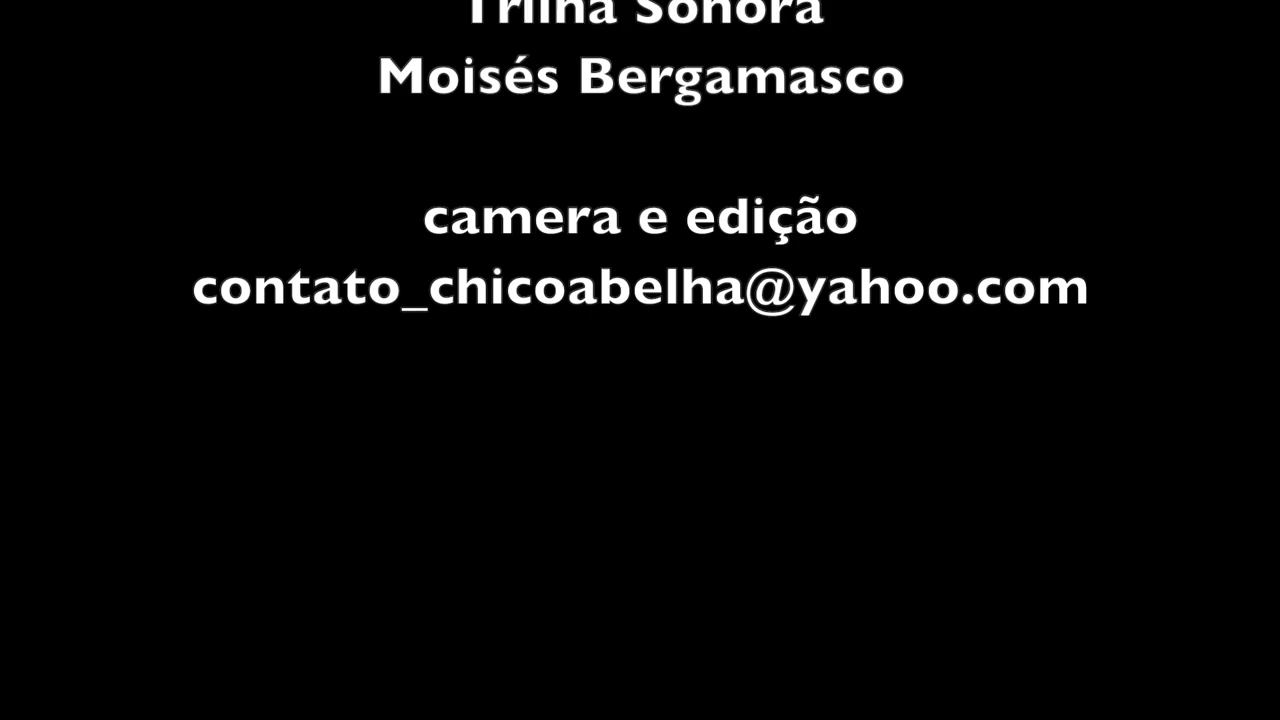 Trilha Sonora
Moisés Bergamasco
camera e edição
contato_chicoabelha@yahoo.com